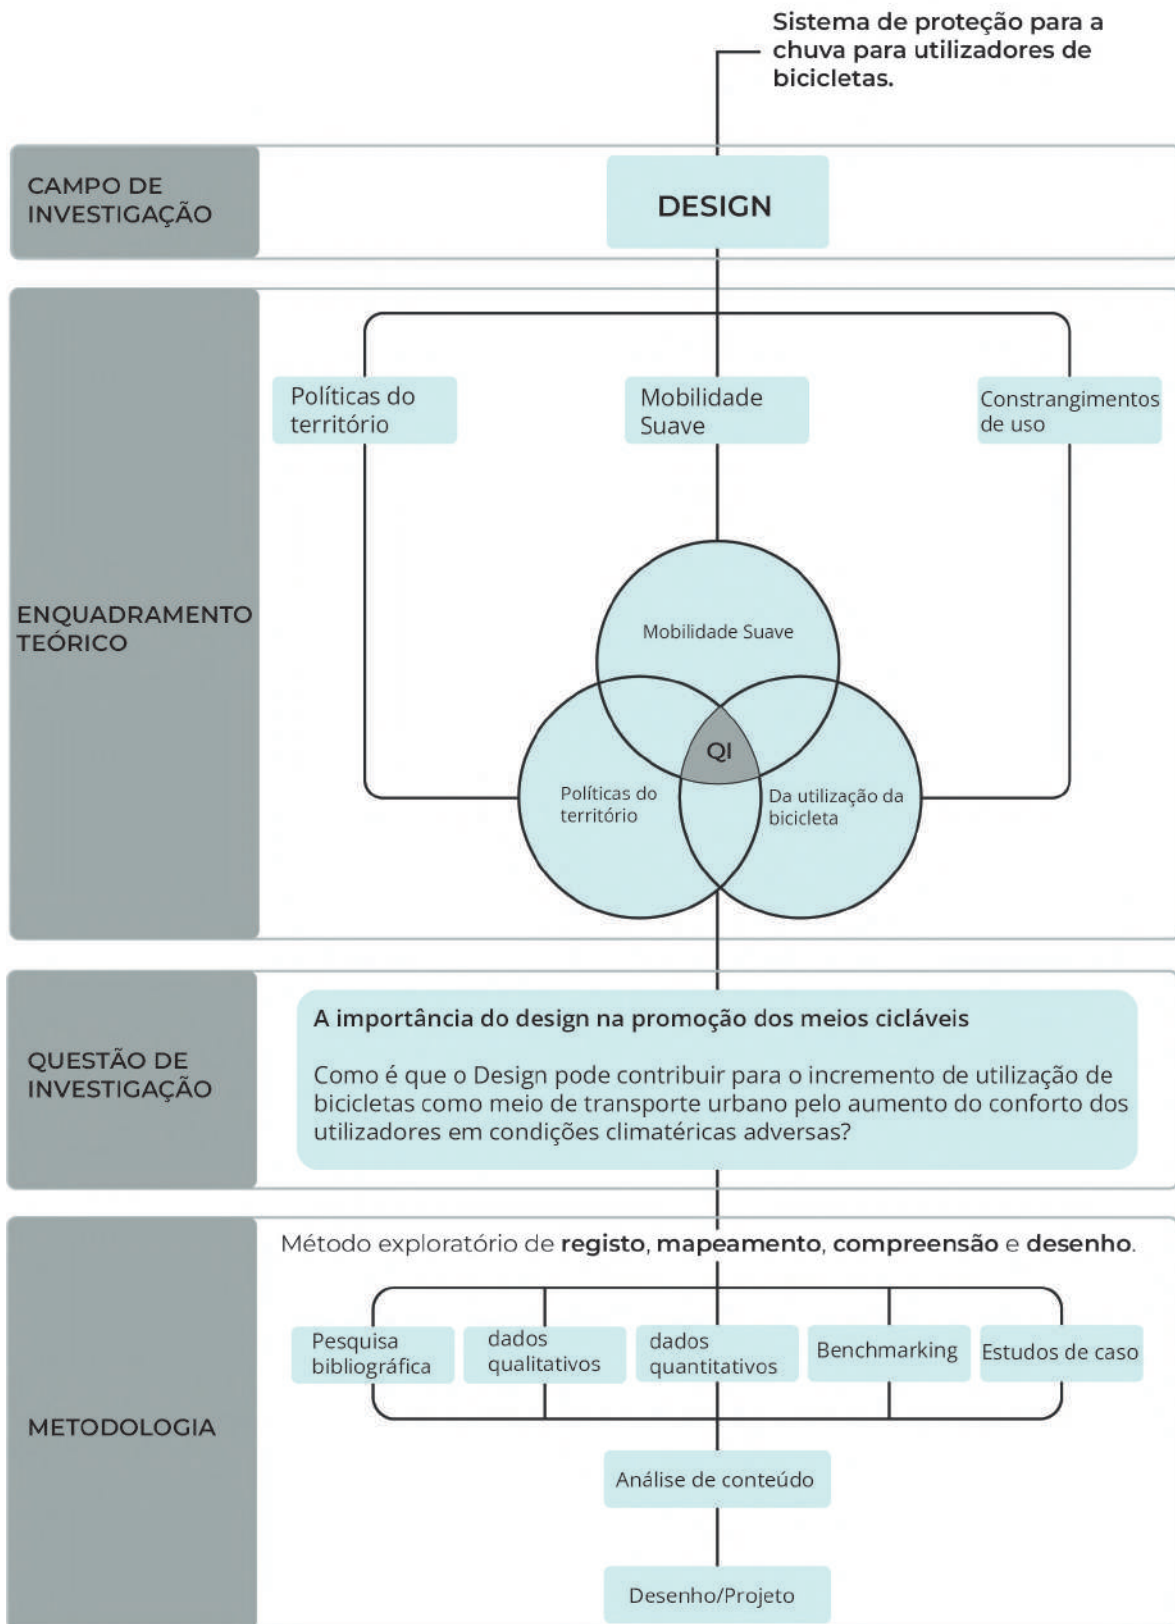 Sistema de proteção para a
chuva para utilizadores de
bicicletas.
CAMPO DE
INVESTIGAÇÃO
DESIGN
ENQUADRAMENTO
TEÓRICO
Políticas do
território
Mobilidade
Suave
Constrangimentos
de uso
Mobilidade Suave
QI
Políticas do
território
Da utilização da
bicicleta
QUESTÃO DE
INVESTIGAÇÃO
A importância do design na promoção dos meios cicláveis
Como é que o Design pode contribuir para o incremento de utilização de
bicicletas como meio de transporte urbano pelo aumento do conforto dos
utilizadores em condições climatéricas adversas?
METODOLOGIA
Método exploratório de registo, mapeamento, compreensão e desenho.
Pesquisa
bibliográfica
dados
qualitativos
dados
quantitativos
Benchmarking
Estudos de caso
Análise de conteúdo
Desenho/Projeto